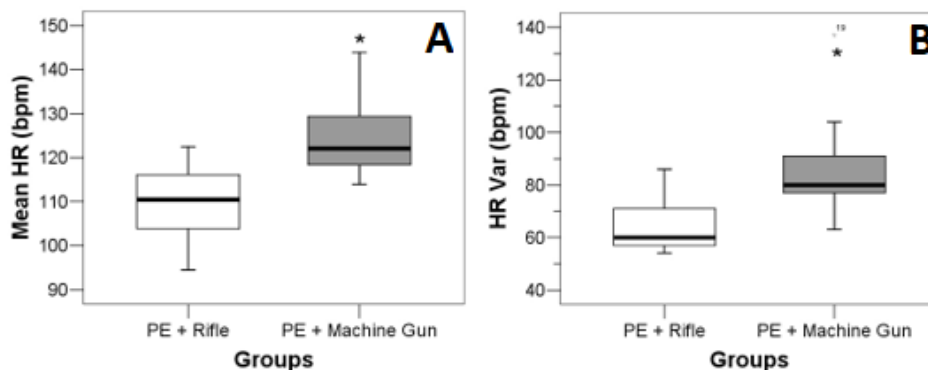 A
Mean HR (bpm)
150
140
130
120
110
100
90
*
PE + Rifle
PE + Machine Gun
Groups
B
HR Var (bpm)
140
120
100
80
60
40
19
*
PE + Rifle
PE + Machine Gun
Groups